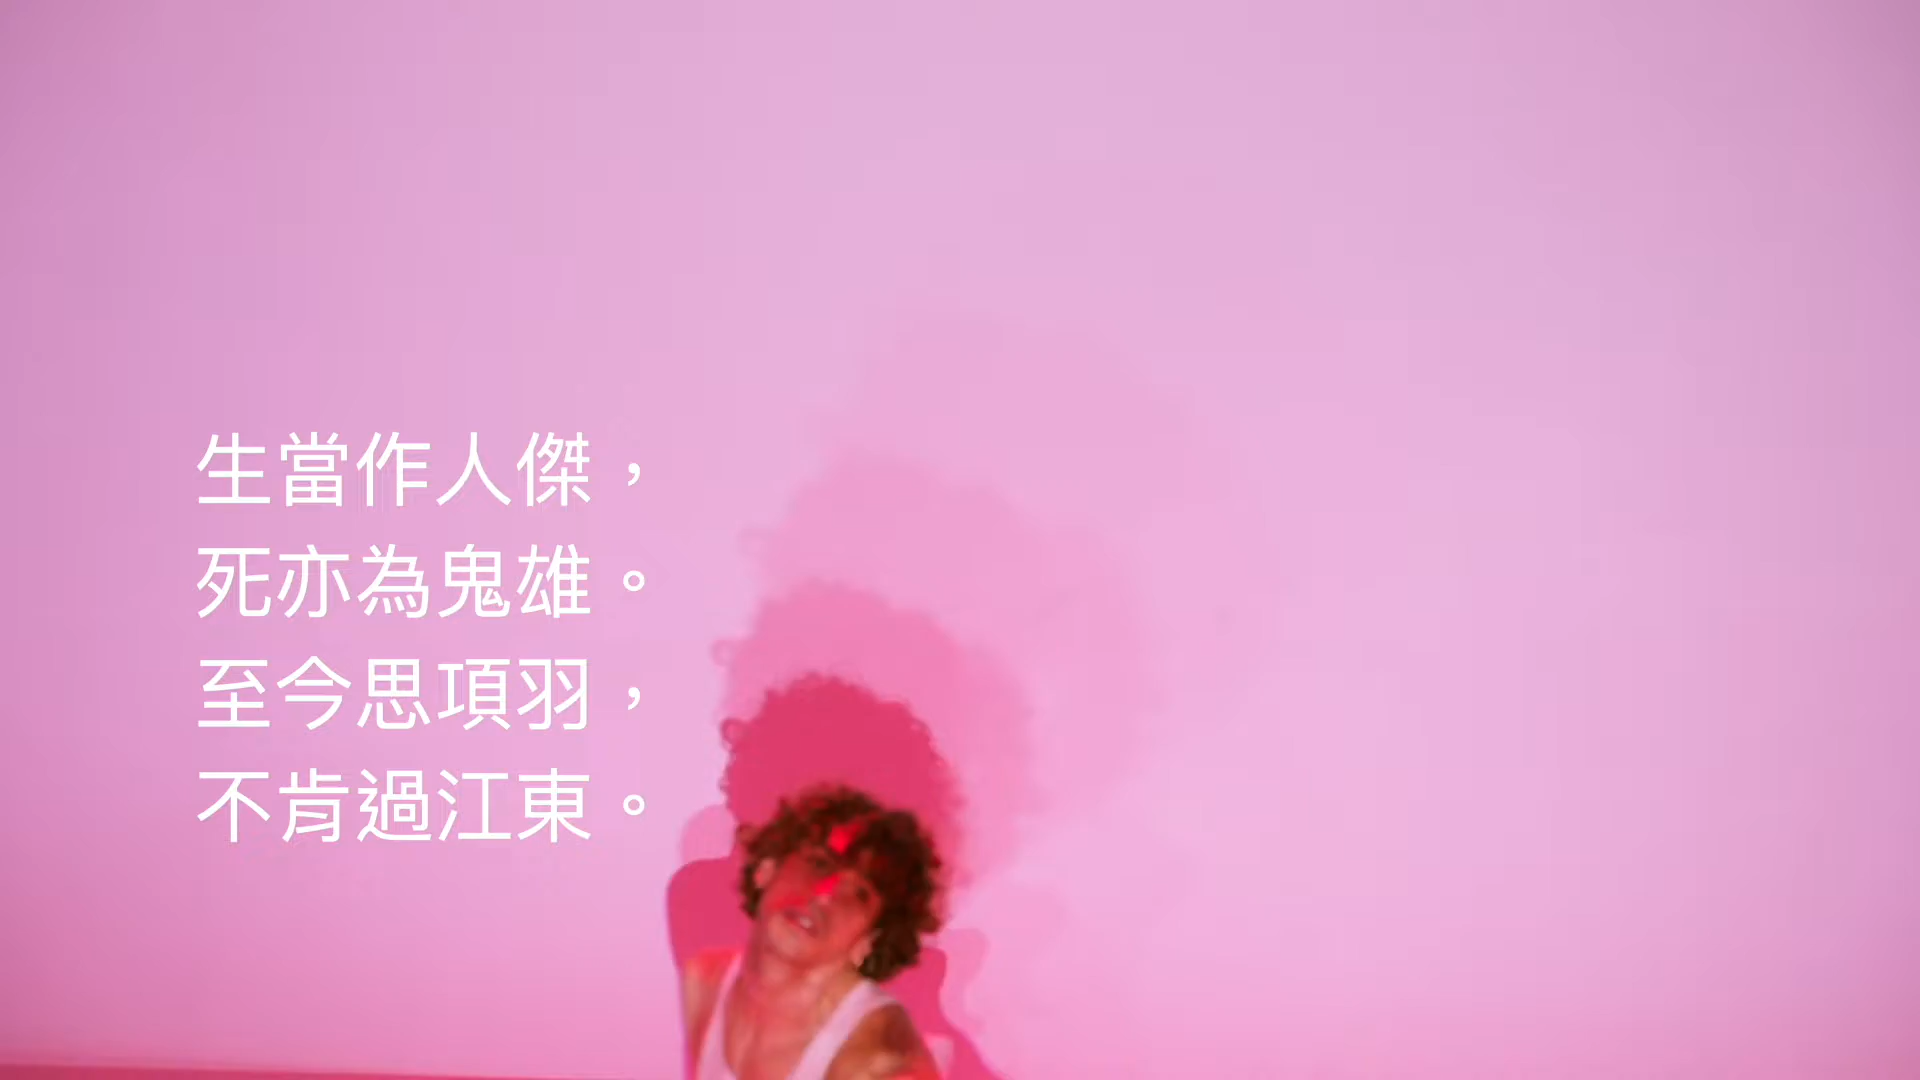 生當作人傑，
死亦為鬼雄。
至今思項羽，
不肯過江東。